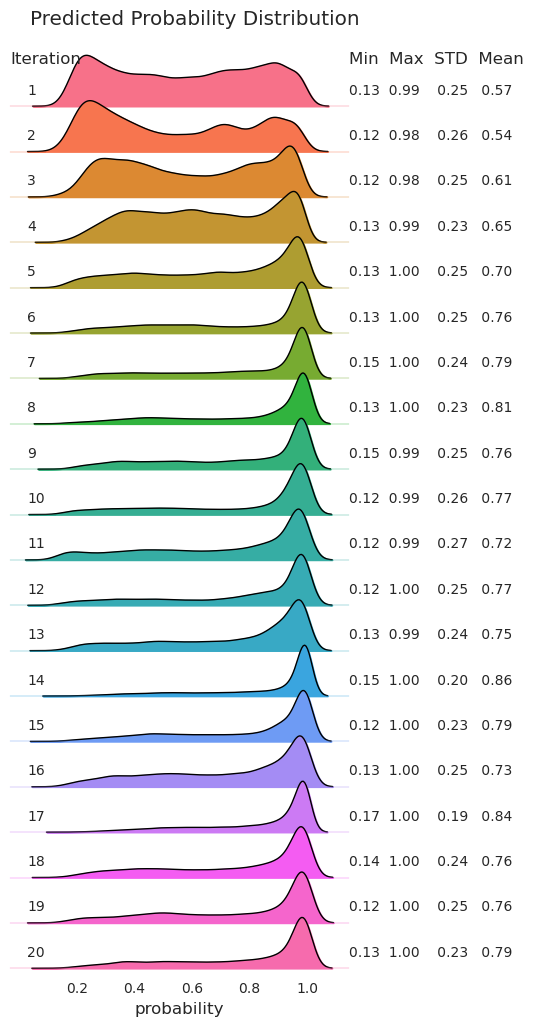 Predicted Probability Distribution
Iteration Min Max STD Mean
1 0.13 0.99 0.25 0.57
2 0.12 0.98 0.26 0.54
3 0.12 0.98 0.25 0.61
4 0.13 0.99 0.23 0.65
5 0.13 1.00 0.25 0.70
6 0.13 1.00 0.25 0.76
7 0.15 1.00 0.24 0.79
8 0.13 1.00 0.23 0.81
9 0.15 0.99 0.25 0.76
10 0.12 0.99 0.26 0.77
11 0.12 0.99 0.27 0.72
12 0.12 1.00 0.25 0.77
13 0.13 0.99 0.24 0.75
14 0.15 1.00 0.20 0.86
15 0.12 1.00 0.23 0.79
16 0.13 1.00 0.25 0.73
17 0.17 1.00 0.19 0.84
18 0.14 1.00 0.24 0.76
19 0.12 1.00 0.25 0.76
20 0.13 1.00 0.23 0.79
0.2 0.4 0.6 0.8 1.0
probability